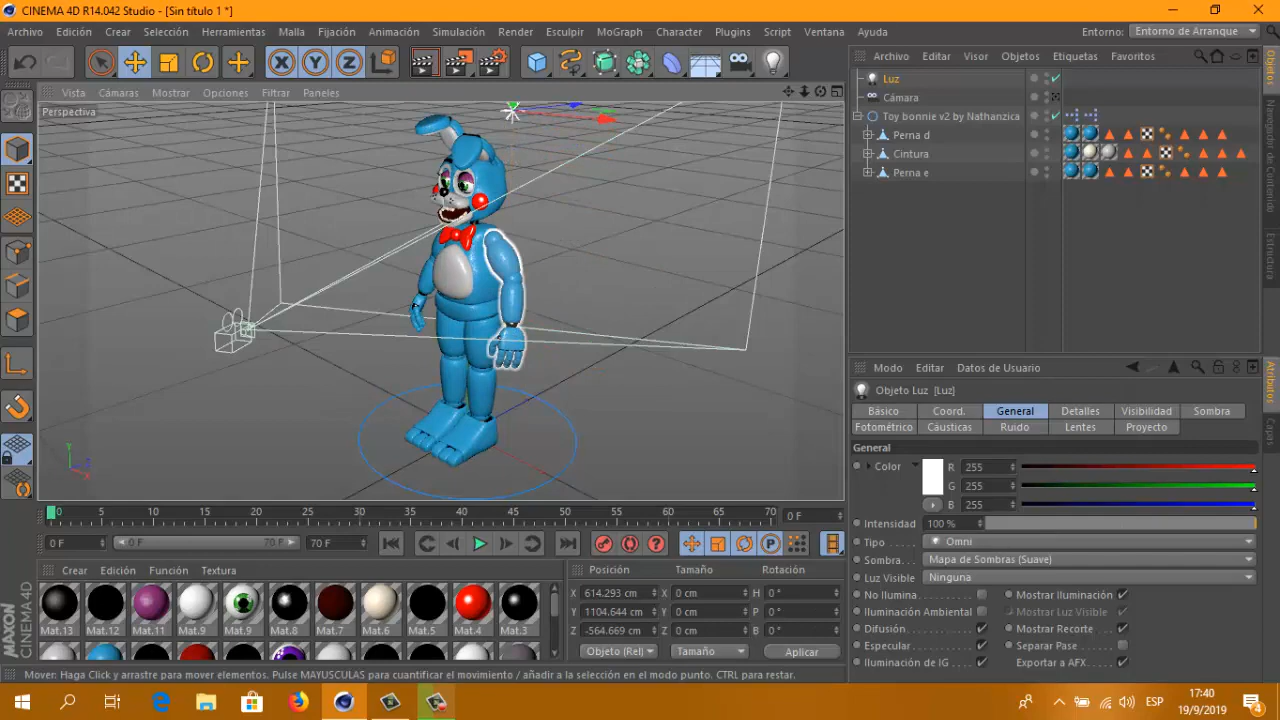 CINEMA 4D R14.042 Studio - [Sin título 1 *]
Archivo Edición Crear Selección Herramientas Malla Fijación Animación Simulación Render Esculpir MoGraph Character Plugins Script Ventana Ayuda Entorno: Entorno de Arranque
X Y Z
Vista Cámaras Mostrar Opciones Filtrar Paneles
Perspectiva
Archivo Editar Visor Objetos Etiquetas Favoritos
Luz
Cámara
Toy bonnie v2 by Nathanzica
Perna d
Cintura
Perna e
Objetos
Navegador de Contenido
Estructura
Modo Editar Datos de Usuario
Objeto Luz [Luz]
Básico Coord. General Detalles Visibilidad Sombra
Fotométrico Cáusticas Ruido Lentes Proyecto
General
Color R 255
G 255
B 255
Intensidad 100 %
Tipo Omni
Sombra Mapa de Sombras (Suave)
Luz Visible Ninguna
No Ilumina Mostrar Iluminación
Iluminación Ambiental Mostrar Luz Visible
Difusión Mostrar Recorte
Especular Separar Pase
Iluminación de IG Exportar a AFX
Atributos
Capas
Y
Z
X
0 5 10 15 20 25 30 35 40 45 50 55 60 65 70 0 F
0 F 0 F 70 F 70 F
P
Crear Edición Función Textura
Mat.13 Mat.12 Mat.11 Mat.9 Mat.9 Mat.8 Mat.7 Mat.6 Mat.5 Mat.4 Mat.3
Posición Tamaño Rotación
X 614.293 cm X 0 cm H 0 °
Y 1104.644 cm Y 0 cm P 0 °
Z -564.669 cm Z 0 cm B 0 °
Objeto (Rel) Tamaño Aplicar
MAXON
CINEMA 4D
Mover: Haga Click y arrastre para mover elementos. Pulse MAYUSCULAS para cuantificar el movimiento / añadir a la selección en el modo punto. CTRL para restar.
ESP
17:40
19/9/2019
4